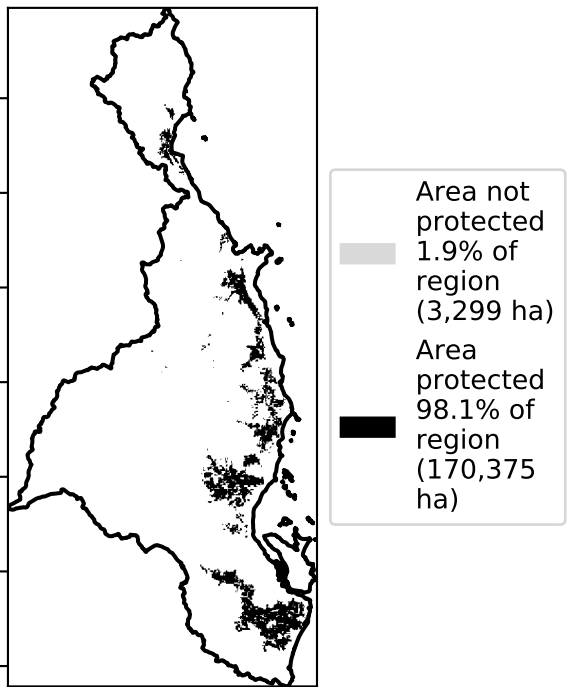 Area not
protected
1.9% of
region
(3,299 ha)
Area
protected
98.1% of
region
(170,375
ha)